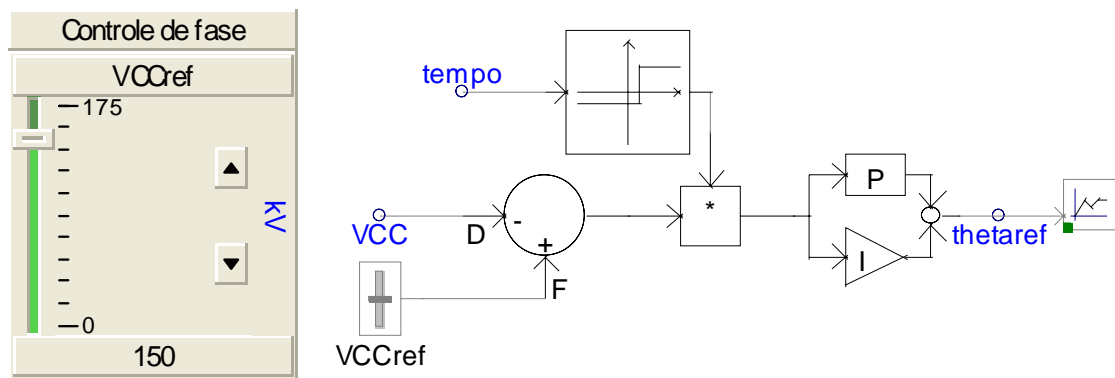 Controle de fase
VCCref
175
kV
0
150
tempo
VCC
D
-
+
F
VCCref
*
P
I
thetaref